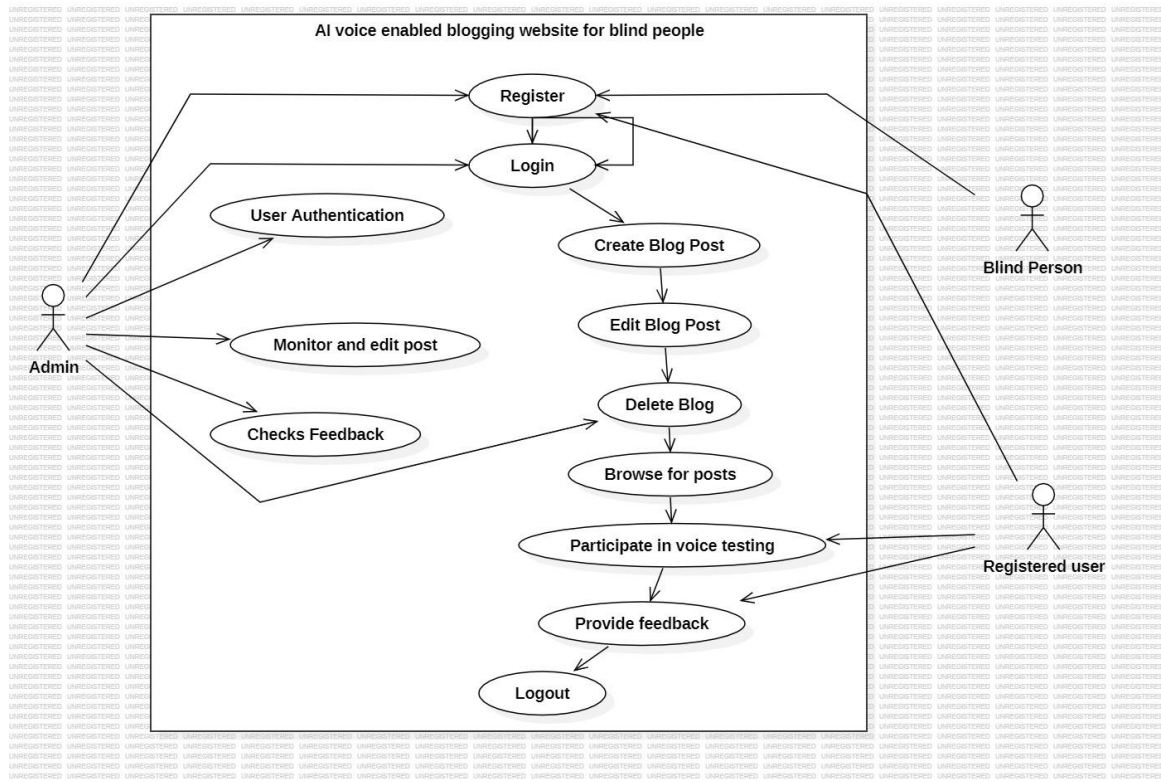 AI voice enabled blogging website for blind people
Register
Login
User Authentication
Create Blog Post
Blind Person
Edit Blog Post
Monitor and edit post
Admin
Delete Blog
Checks Feedback
Browse for posts
Participate in voice testing
Registered user
Provide feedback
Logout
UNREGISTERED